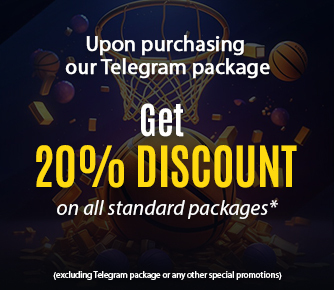 Upon purchasing
our Telegram package
Get
20% DISCOUNT
on all standard packages*
(excluding Telegram package or any other special promotions)